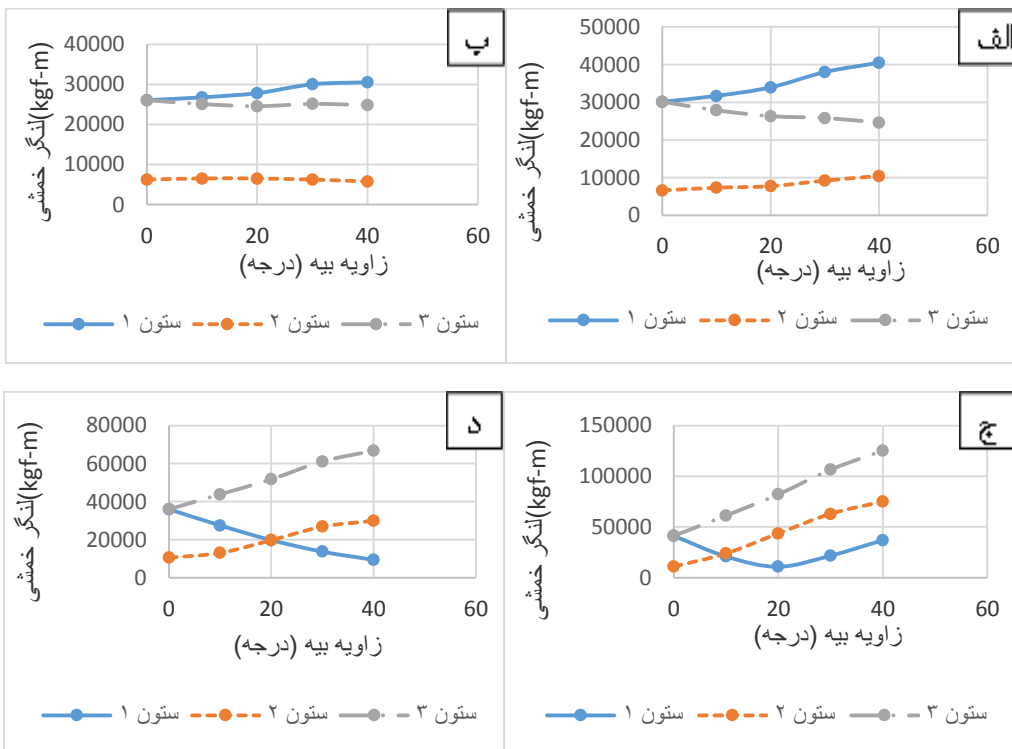 الف
50000
40000
30000
20000
10000
0
0 20 40 60
لنگر خمشی(kgf-m)
زاویه بیه (درجه)
ستون ۱ ستون ۲ ستون ۳
پ
40000
30000
20000
10000
0
0 20 40 60
لنگر خمشی(kgf-m)
زاویه بیه (درجه)
ستون ۱ ستون ۲ ستون ۳
ج
150000
100000
50000
0
0 20 40 60
لنگر خمشی(kgf-m)
زاویه بیه (درجه)
ستون ۱ ستون ۲ ستون ۳
د
80000
60000
40000
20000
0
0 20 40 60
لنگر خمشی(kgf-m)
زاویه بیه (درجه)
ستون ۱ ستون ۲ ستون ۳